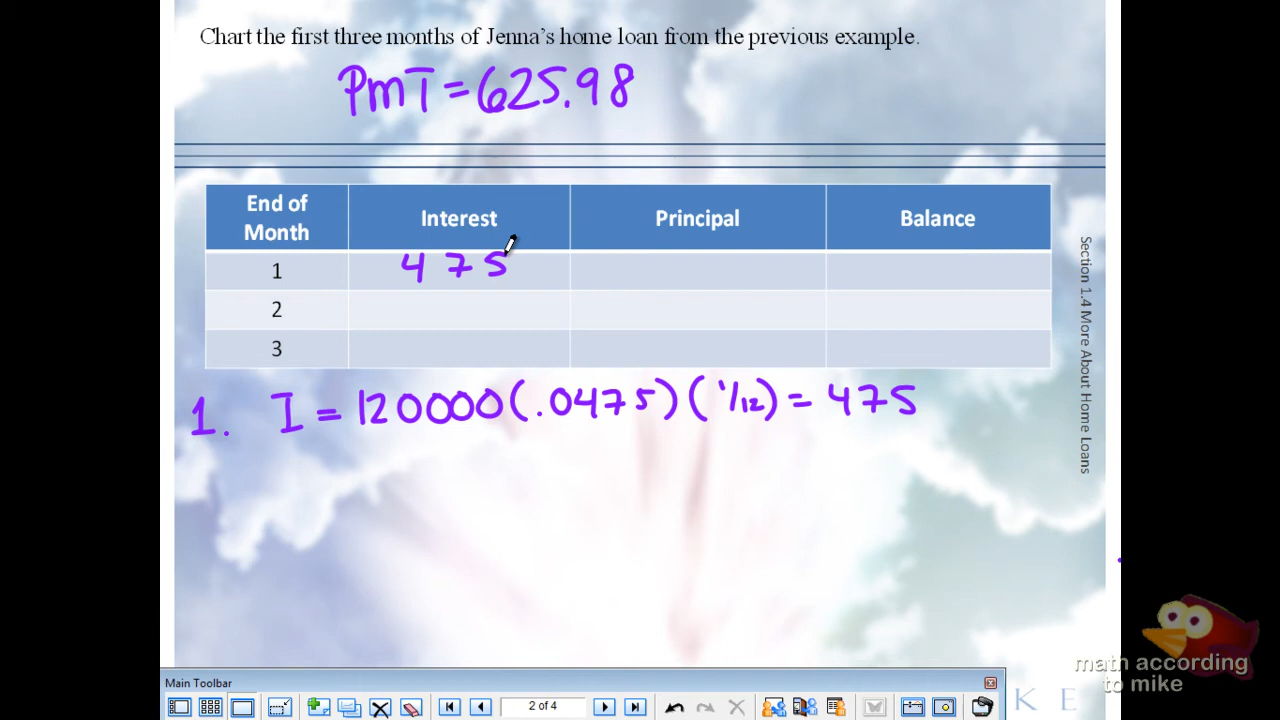 Chart the first three months of Jenna's home loan from the previous example.
PmT = 625.98
End of Month Interest Principal Balance
1 475
2
3
1. I = 120000(.0475)(1/12) = 475
Section 1.4 More About Home Loans
math according
to mike
Main Toolbar
2 of 4
K E